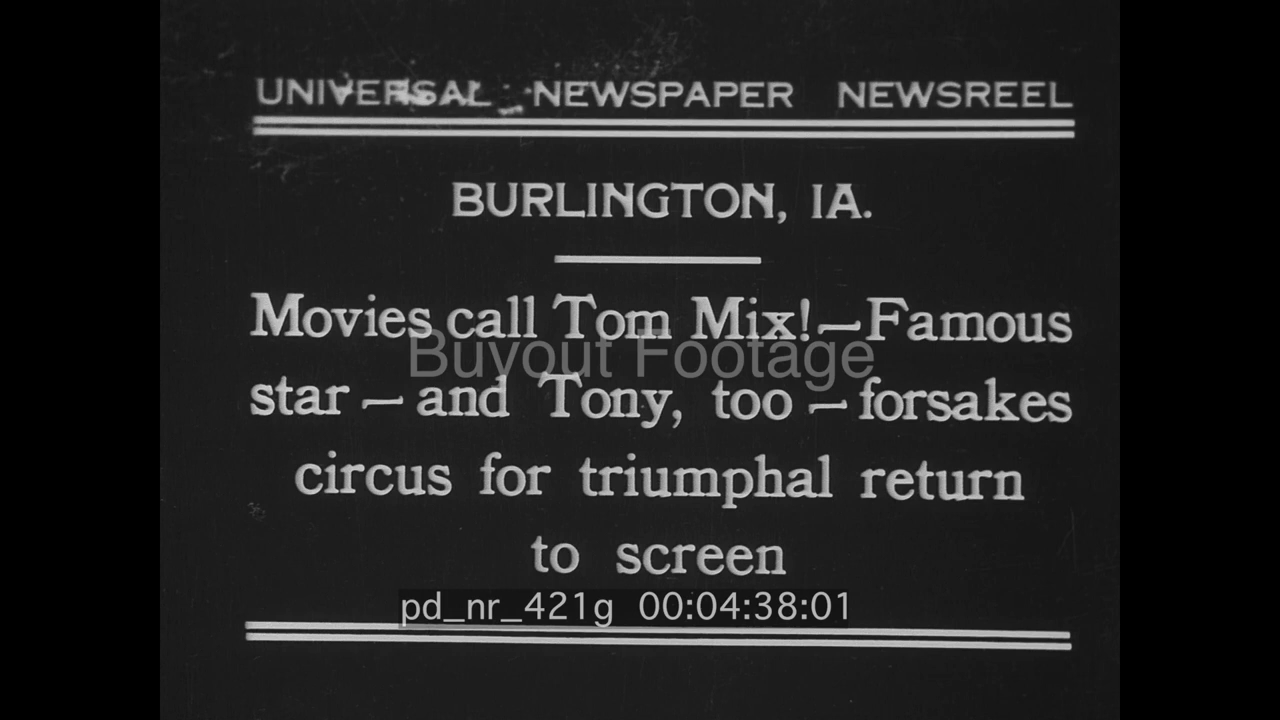 UNIVERSAL NEWSPAPER NEWSREEL
BURLINGTON, IA.
Movies call Tom Mix!—Famous
Buyout Footage
star — and Tony, too — forsakes
circus for triumphal return
to screen
pd_nr_421g 00:04:38:01